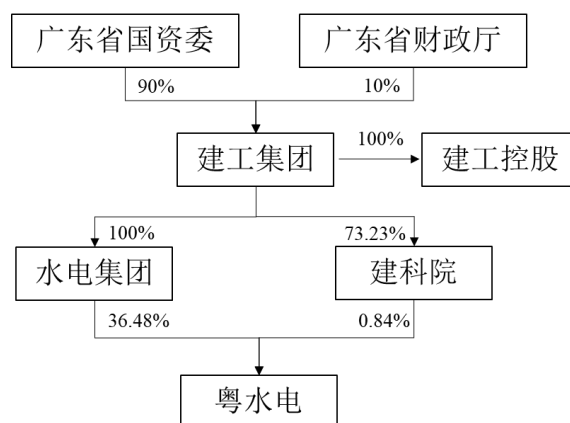 广东省国资委
广东省财政厅
90%
10%
建工集团
100%
建工控股
100%
73.23%
水电集团
建科院
36.48%
0.84%
粤水电